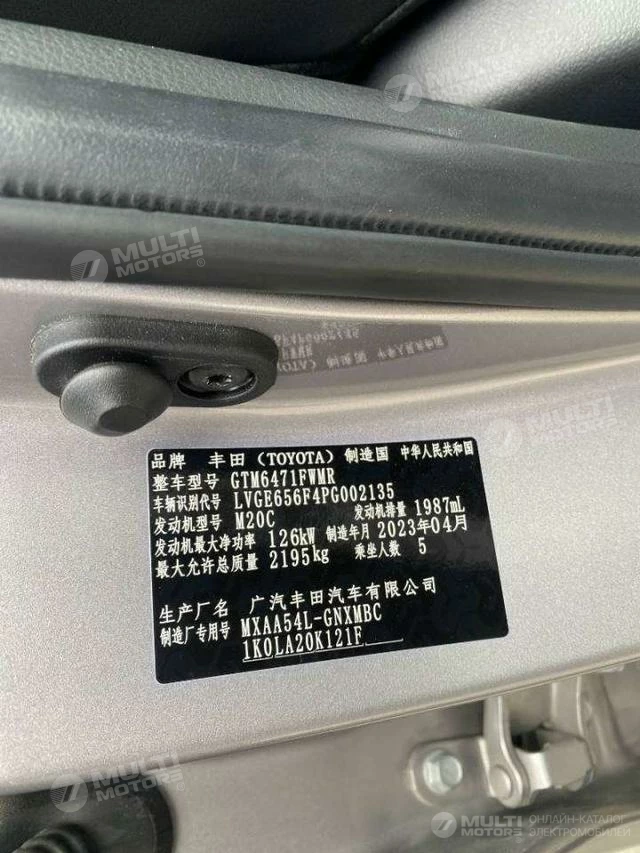 MULTI
MOTORS
MULTI
MOTORS®
品牌 丰田(TOYOTA) 制造国 中华人民共和国
整车型号 GTM6471FWMR
车辆识别代号 LVGE656F4PG002135
发动机型号 M20C 发动机排量 1987mL
发动机最大净功率 126kW 制造年月 2023年04月
最大允许总质量 2195kg 乘坐人数 5
生产厂名 广汽丰田汽车有限公司
制造厂专用号 MXAA54L-GNXMBC
1K0LA20K121F
MULTI
MOTORS
MULTI
MOTORS®
ОНЛАЙН-КАТАЛОГ
ЭЛЕКТРОМОБИЛЕЙ